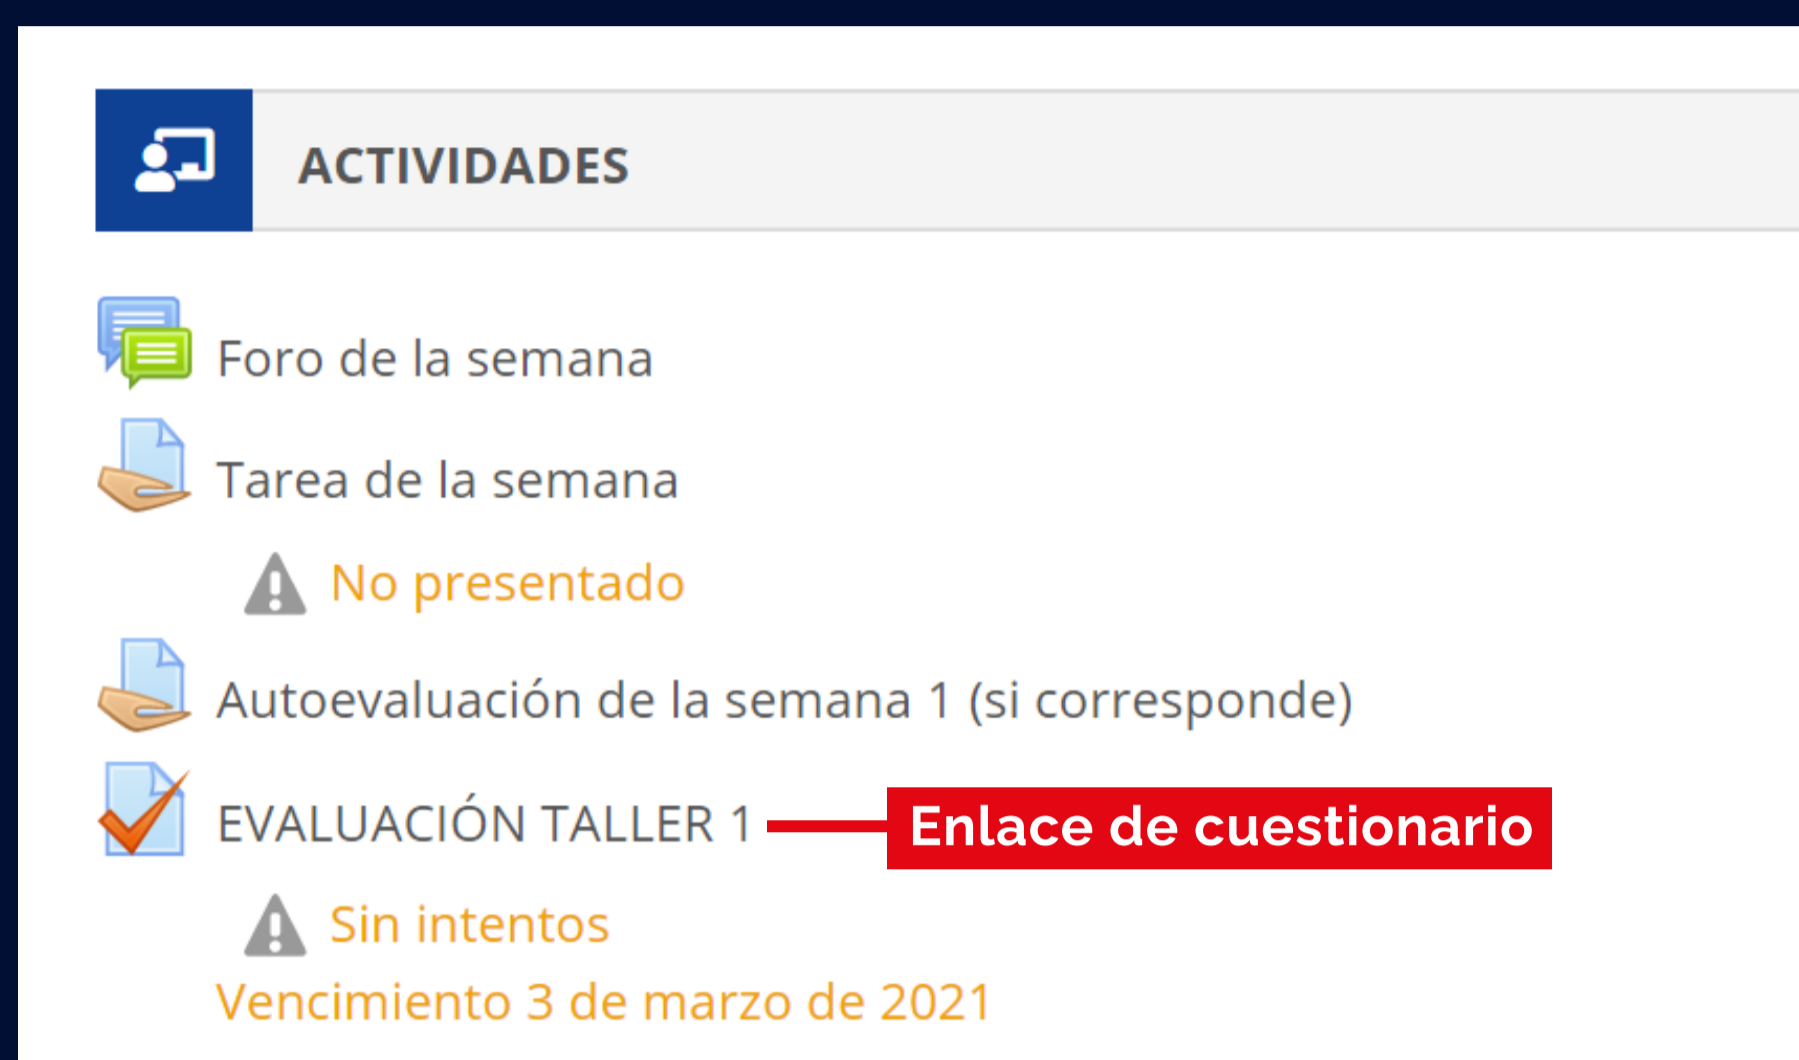 ACTIVIDADES
Foro de la semana
Tarea de la semana
No presentado
Autoevaluación de la semana 1 (si corresponde)
EVALUACIÓN TALLER 1
Enlace de cuestionario
Sin intentos
Vencimiento 3 de marzo de 2021